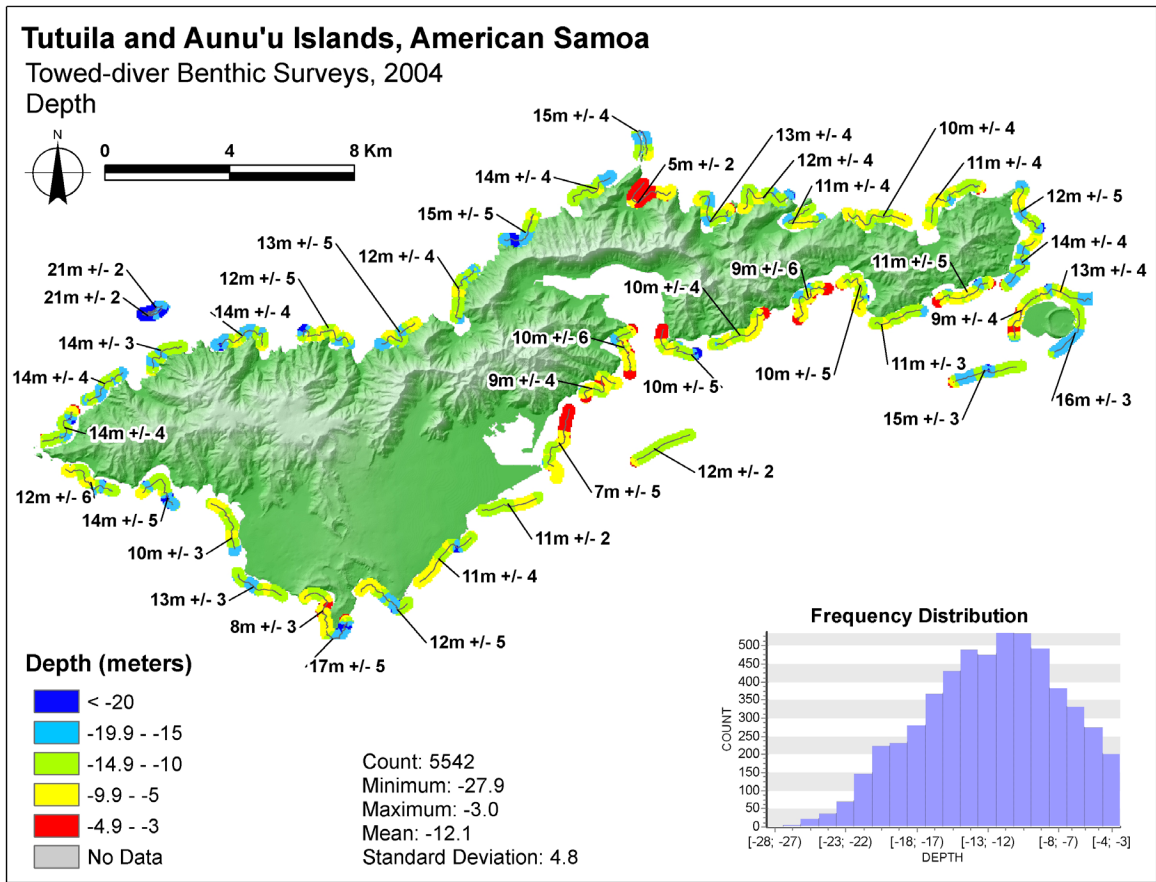 Tutuila and Aunu'u Islands, American Samoa
Towed-diver Benthic Surveys, 2004
Depth
N
0 4 8 Km
15m +/- 4
13m +/- 4
10m +/- 4
5m +/- 2
12m +/- 4
11m +/- 4
14m +/- 4
11m +/- 4
12m +/- 5
15m +/- 5
13m +/- 5
12m +/- 4
14m +/- 4
11m +/- 5
9m +/- 6
13m +/- 4
21m +/- 2
12m +/- 5
10m +/- 4
21m +/- 2
14m +/- 4
9m +/- 4
10m +/- 6
14m +/- 3
11m +/- 3
10m +/- 5
14m +/- 4
9m +/- 4
10m +/- 5
16m +/- 3
15m +/- 3
14m +/- 4
12m +/- 2
7m +/- 5
12m +/- 6
14m +/- 5
11m +/- 2
10m +/- 3
11m +/- 4
13m +/- 3
8m +/- 3
12m +/- 5
17m +/- 5
Depth (meters)
< -20
-19.9 - -15
-14.9 - -10
-9.9 - -5
-4.9 - -3
No Data
Count: 5542
Minimum: -27.9
Maximum: -3.0
Mean: -12.1
Standard Deviation: 4.8
Frequency Distribution
500
450
400
350
300
250
200
150
100
50
0
COUNT
[-28; -27) [-23; -22) [-18; -17) [-13; -12) [-8; -7) [-4; -3]
DEPTH